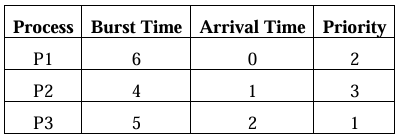 Process Burst Time Arrival Time Priority
P1 6 0 2
P2 4 1 3
P3 5 2 1